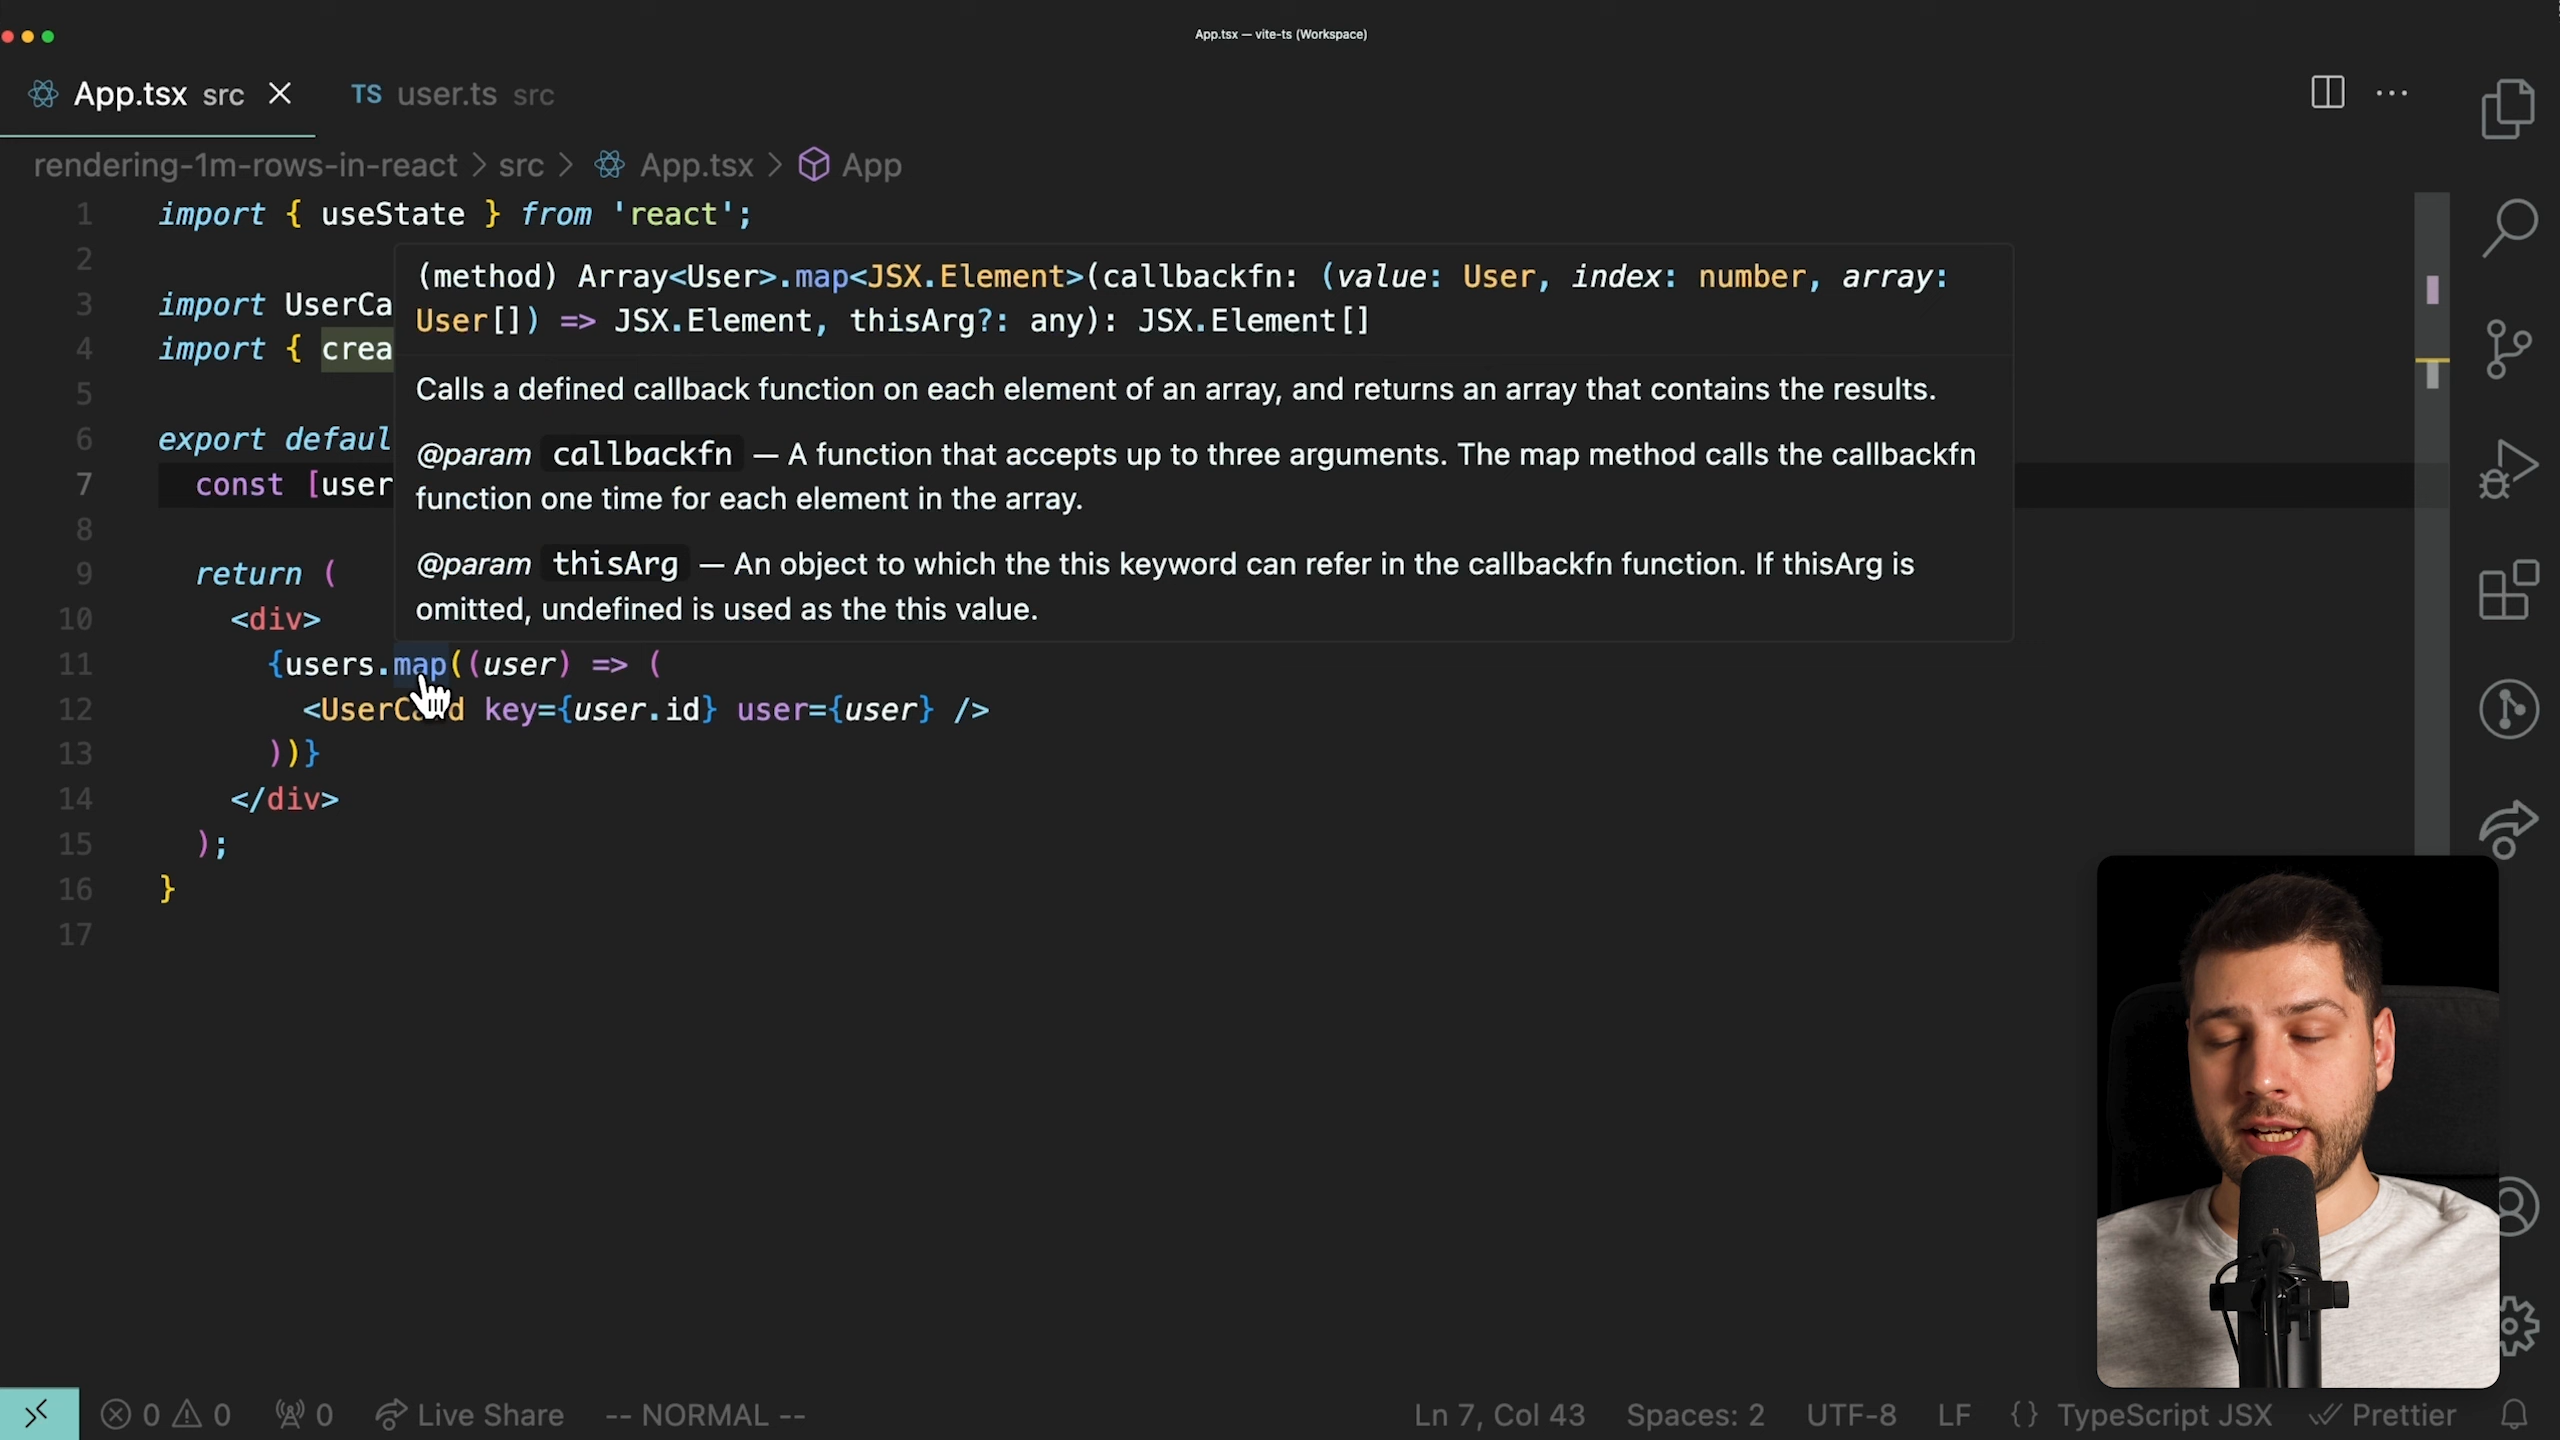 App.tsx — vite-ts (Workspace)
App.tsx src
TS user.ts src
rendering-1m-rows-in-react > src > App.tsx > App
1 import { useState } from 'react';
2
3 import UserCa
4 import { crea
5
6 export defaul
7 const [user
8
9 return (
10 <div>
11 {users.map((user) => (
12 <UserCard key={user.id} user={user} />
13 ))}
14 </div>
15 );
16 }
17
(method) Array<User>.map<JSX.Element>(callbackfn: (value: User, index: number, array:
User[]) => JSX.Element, thisArg?: any): JSX.Element[]
Calls a defined callback function on each element of an array, and returns an array that contains the results.
@param callbackfn — A function that accepts up to three arguments. The map method calls the callbackfn
function one time for each element in the array.
@param thisArg — An object to which the this keyword can refer in the callbackfn function. If thisArg is
omitted, undefined is used as the this value.
0 0 0 Live Share -- NORMAL -- Ln 7, Col 43 Spaces: 2 UTF-8 LF {} TypeScript JSX Prettier